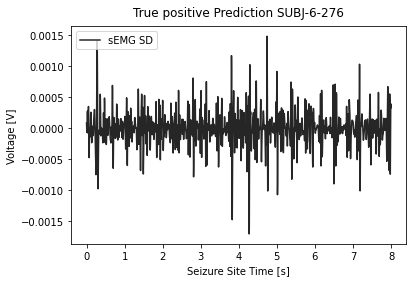 True positive Prediction SUBJ-6-276
sEMG SD
Voltage [V]
0.0015
0.0010
0.0005
0.0000
−0.0005
−0.0010
−0.0015
0 1 2 3 4 5 6 7 8
Seizure Site Time [s]